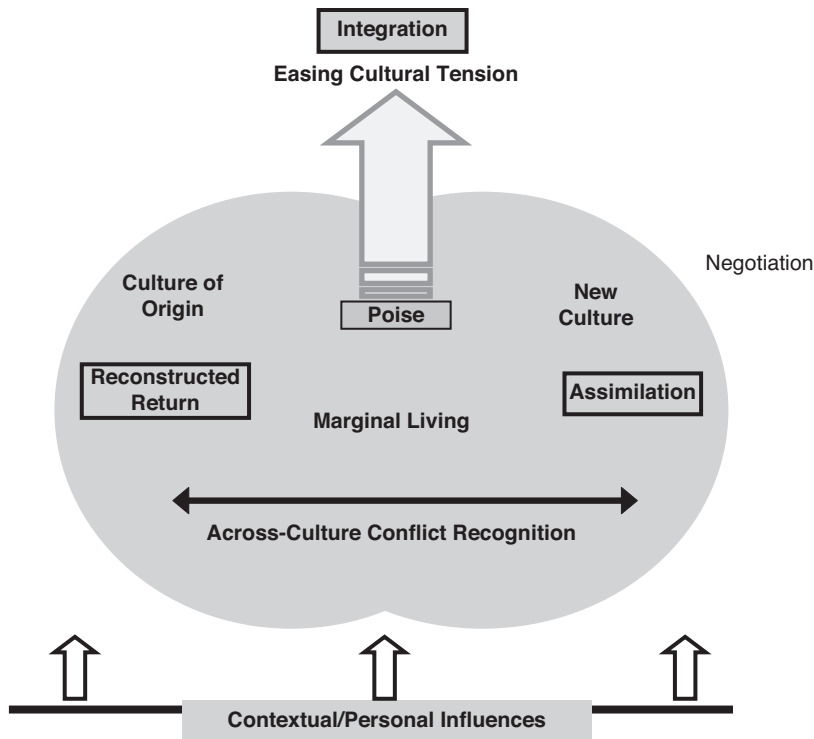 Integration
Easing Cultural Tension
Negotiation
Culture of
Origin
New
Culture
Poise
Reconstructed
Return
Assimilation
Marginal Living
Across-Culture Conflict Recognition
Contextual/Personal Influences